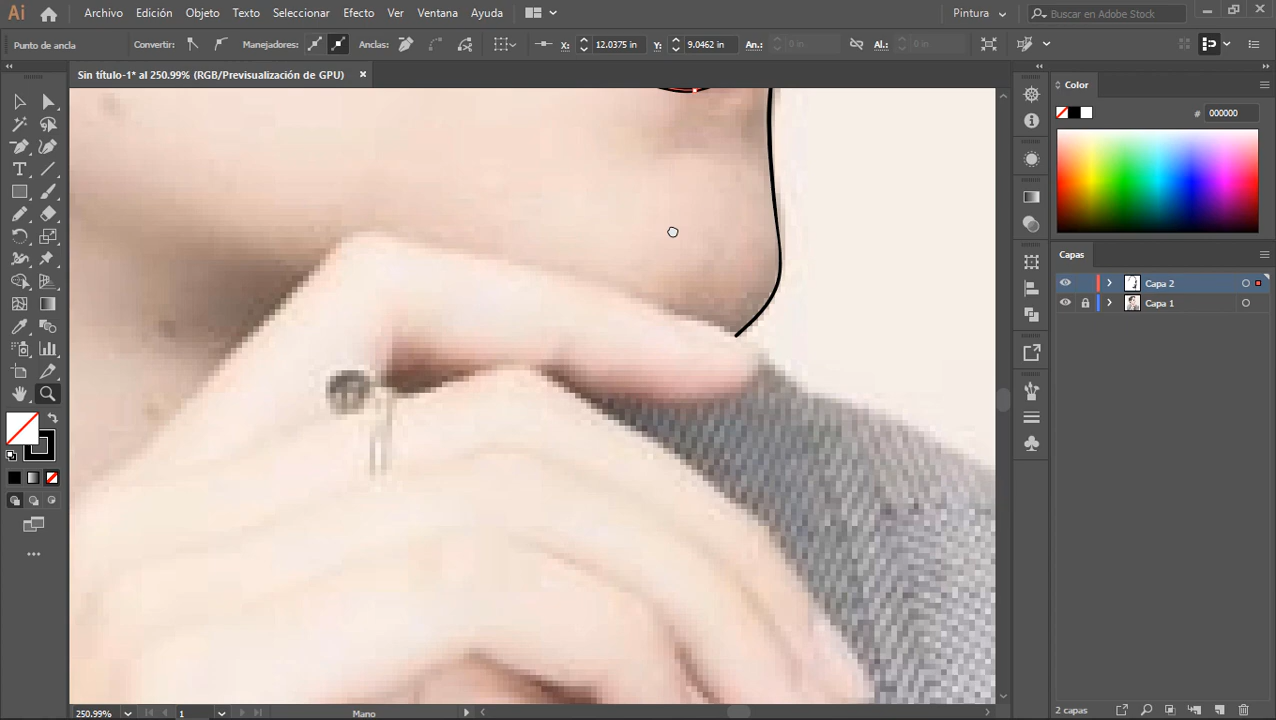 Ai Archivo Edición Objeto Texto Seleccionar Efecto Ver Ventana Ayuda Pintura Buscar en Adobe Stock
Punto de ancla Convertir: Manejadores: Anclas: X: 12.0375 in Y: 9.0462 in An.: 0 in Al.: 0 in
Sin título-1* al 250.99% (RGB/Previsualización de GPU) ×
Color
# 000000
Capas
Capa 2
Capa 1
2 capas
250.99% 1 Mano